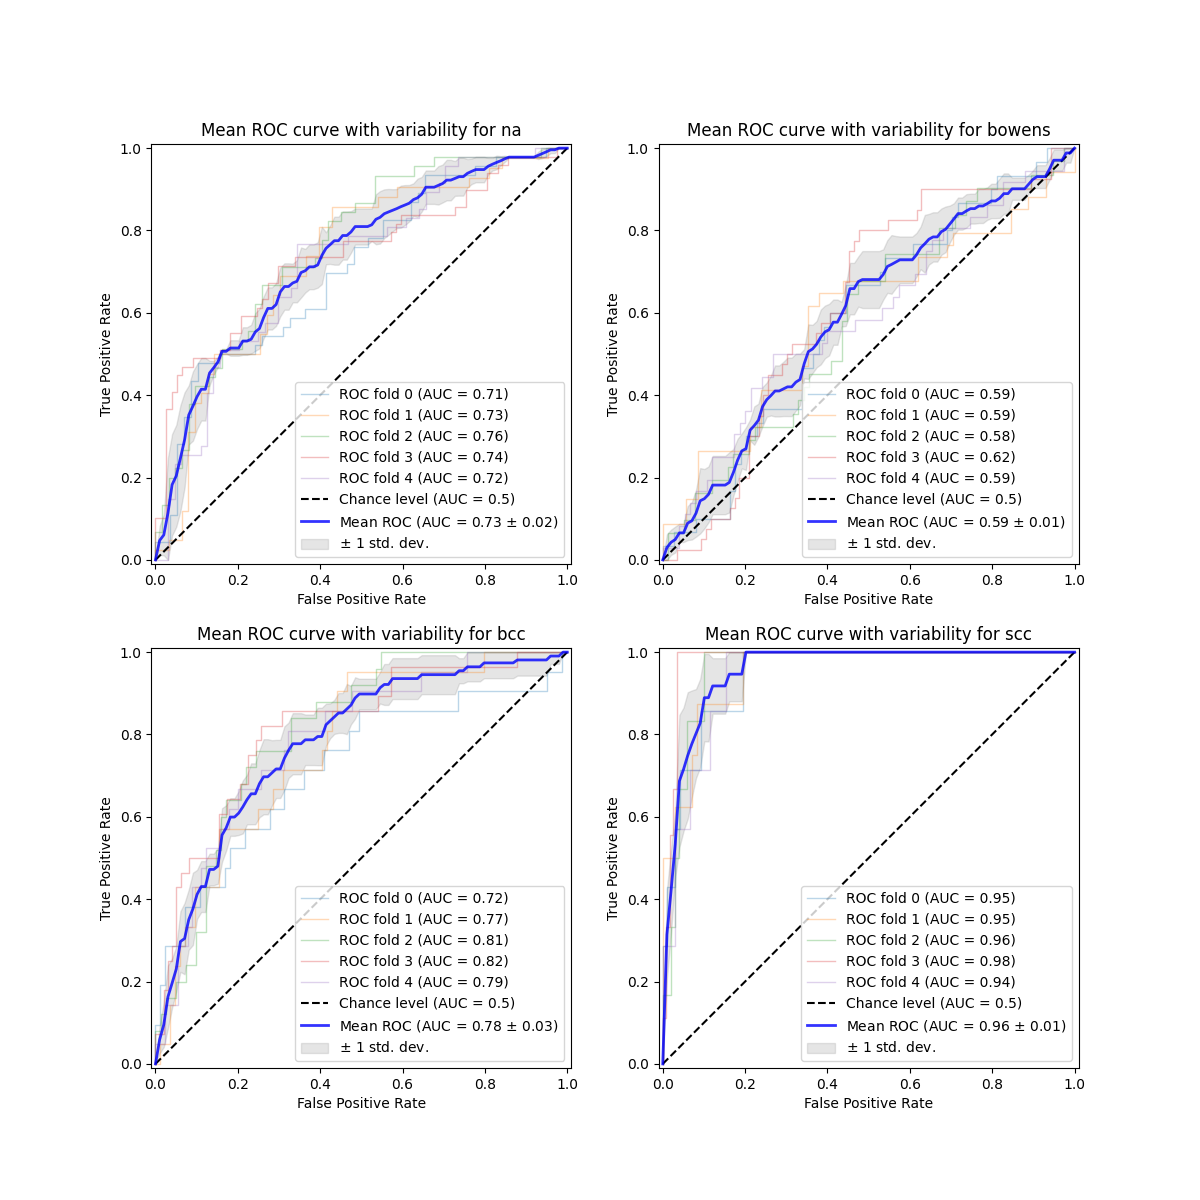 Mean ROC curve with variability for na
1.0
0.8
0.6
0.4
0.2
0.0
True Positive Rate
ROC fold 0 (AUC = 0.71)
ROC fold 1 (AUC = 0.73)
ROC fold 2 (AUC = 0.76)
ROC fold 3 (AUC = 0.74)
ROC fold 4 (AUC = 0.72)
Chance level (AUC = 0.5)
Mean ROC (AUC = 0.73 ± 0.02)
± 1 std. dev.
0.0 0.2 0.4 0.6 0.8 1.0
False Positive Rate
Mean ROC curve with variability for bowens
1.0
0.8
0.6
0.4
0.2
0.0
True Positive Rate
ROC fold 0 (AUC = 0.59)
ROC fold 1 (AUC = 0.59)
ROC fold 2 (AUC = 0.58)
ROC fold 3 (AUC = 0.62)
ROC fold 4 (AUC = 0.59)
Chance level (AUC = 0.5)
Mean ROC (AUC = 0.59 ± 0.01)
± 1 std. dev.
0.0 0.2 0.4 0.6 0.8 1.0
False Positive Rate
Mean ROC curve with variability for bcc
1.0
0.8
0.6
0.4
0.2
0.0
True Positive Rate
ROC fold 0 (AUC = 0.72)
ROC fold 1 (AUC = 0.77)
ROC fold 2 (AUC = 0.81)
ROC fold 3 (AUC = 0.82)
ROC fold 4 (AUC = 0.79)
Chance level (AUC = 0.5)
Mean ROC (AUC = 0.78 ± 0.03)
± 1 std. dev.
0.0 0.2 0.4 0.6 0.8 1.0
False Positive Rate
Mean ROC curve with variability for scc
1.0
0.8
0.6
0.4
0.2
0.0
True Positive Rate
ROC fold 0 (AUC = 0.95)
ROC fold 1 (AUC = 0.95)
ROC fold 2 (AUC = 0.96)
ROC fold 3 (AUC = 0.98)
ROC fold 4 (AUC = 0.94)
Chance level (AUC = 0.5)
Mean ROC (AUC = 0.96 ± 0.01)
± 1 std. dev.
0.0 0.2 0.4 0.6 0.8 1.0
False Positive Rate